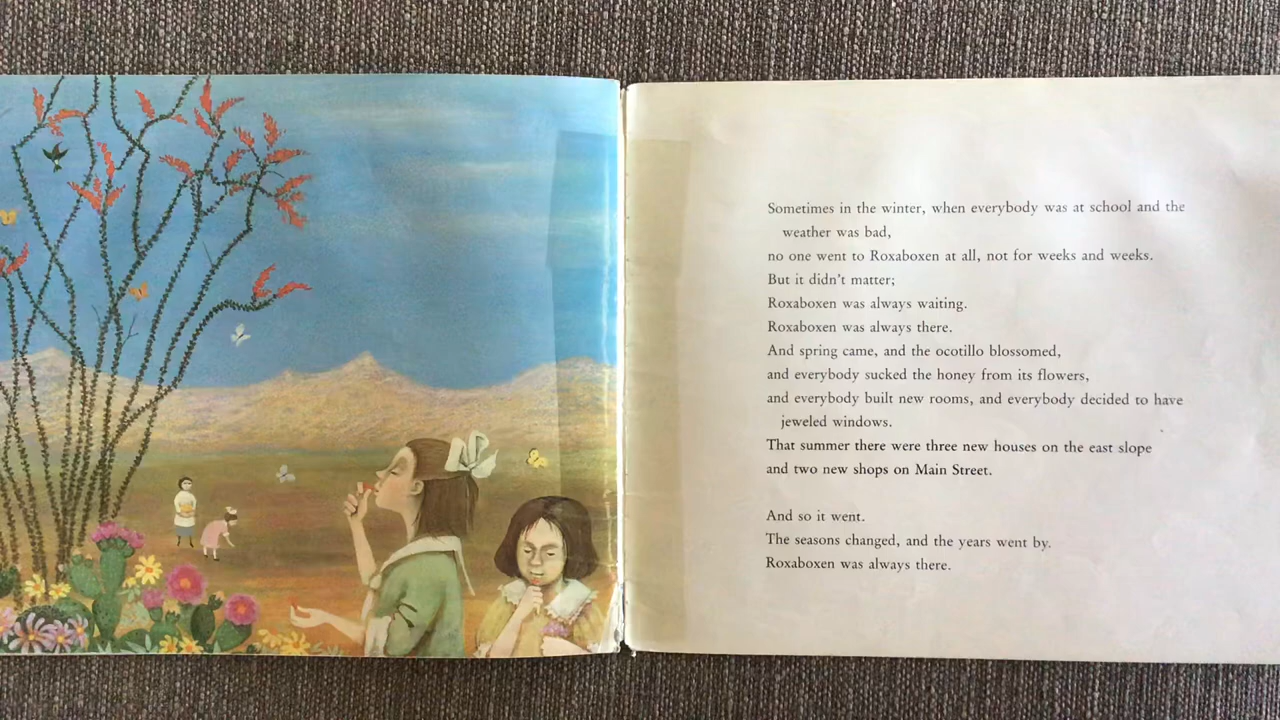 Sometimes in the winter, when everybody was at school and the
weather was bad,
no one went to Roxaboxen at all, not for weeks and weeks.
But it didn't matter;
Roxaboxen was always waiting.
Roxaboxen was always there.
And spring came, and the ocotillo blossomed,
and everybody sucked the honey from its flowers,
and everybody built new rooms, and everybody decided to have
jeweled windows.
That summer there were three new houses on the east slope
and two new shops on Main Street.
And so it went.
The seasons changed, and the years went by.
Roxaboxen was always there.